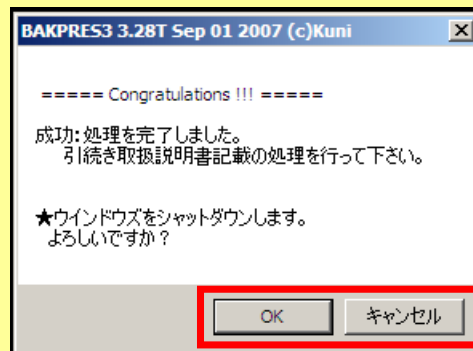 BAKPRES3 3.28T Sep 01 2007 (c)Kuni
===== Congratulations !!! =====
成功:処理を完了しました。
引続き取扱説明書記載の処理を行って下さい。
★ウインドウズをシャットダウンします。
よろしいですか？
OK キャンセル